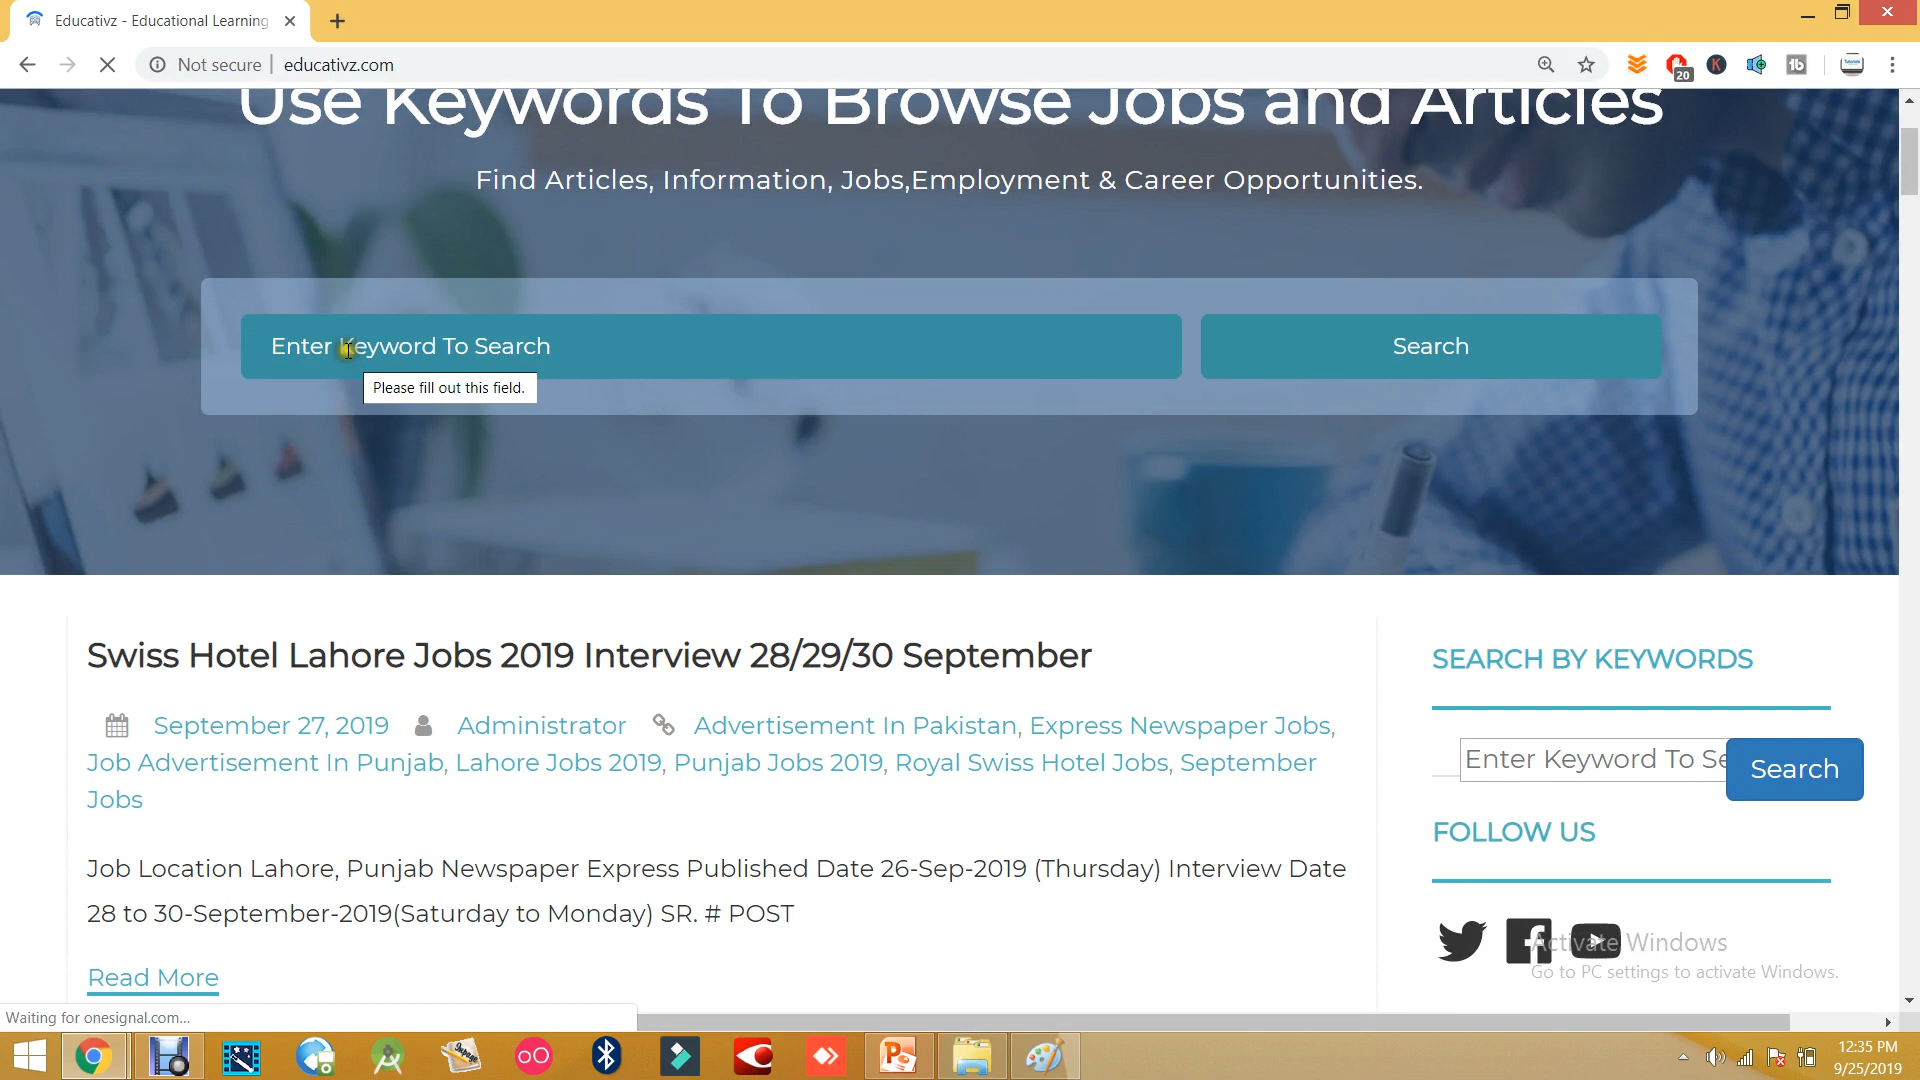 Educativz - Educational Learning
Not secure
educativz.com
20
K
Use Keywords To Browse Jobs and Articles
Find Articles, Information, Jobs,Employment & Career Opportunities.
Enter Keyword To Search
Search
Please fill out this field.
Swiss Hotel Lahore Jobs 2019 Interview 28/29/30 September
September 27, 2019 Administrator Advertisement In Pakistan, Express Newspaper Jobs,
Job Advertisement In Punjab, Lahore Jobs 2019, Punjab Jobs 2019, Royal Swiss Hotel Jobs, September
Jobs
Job Location Lahore, Punjab Newspaper Express Published Date 26-Sep-2019 (Thursday) Interview Date
28 to 30-September-2019(Saturday to Monday) SR. # POST
Read More
SEARCH BY KEYWORDS
Enter Keyword To Se
Search
FOLLOW US
Activate Windows
Go to PC settings to activate Windows.
Waiting for onesignal.com...
12:35 PM
9/25/2019